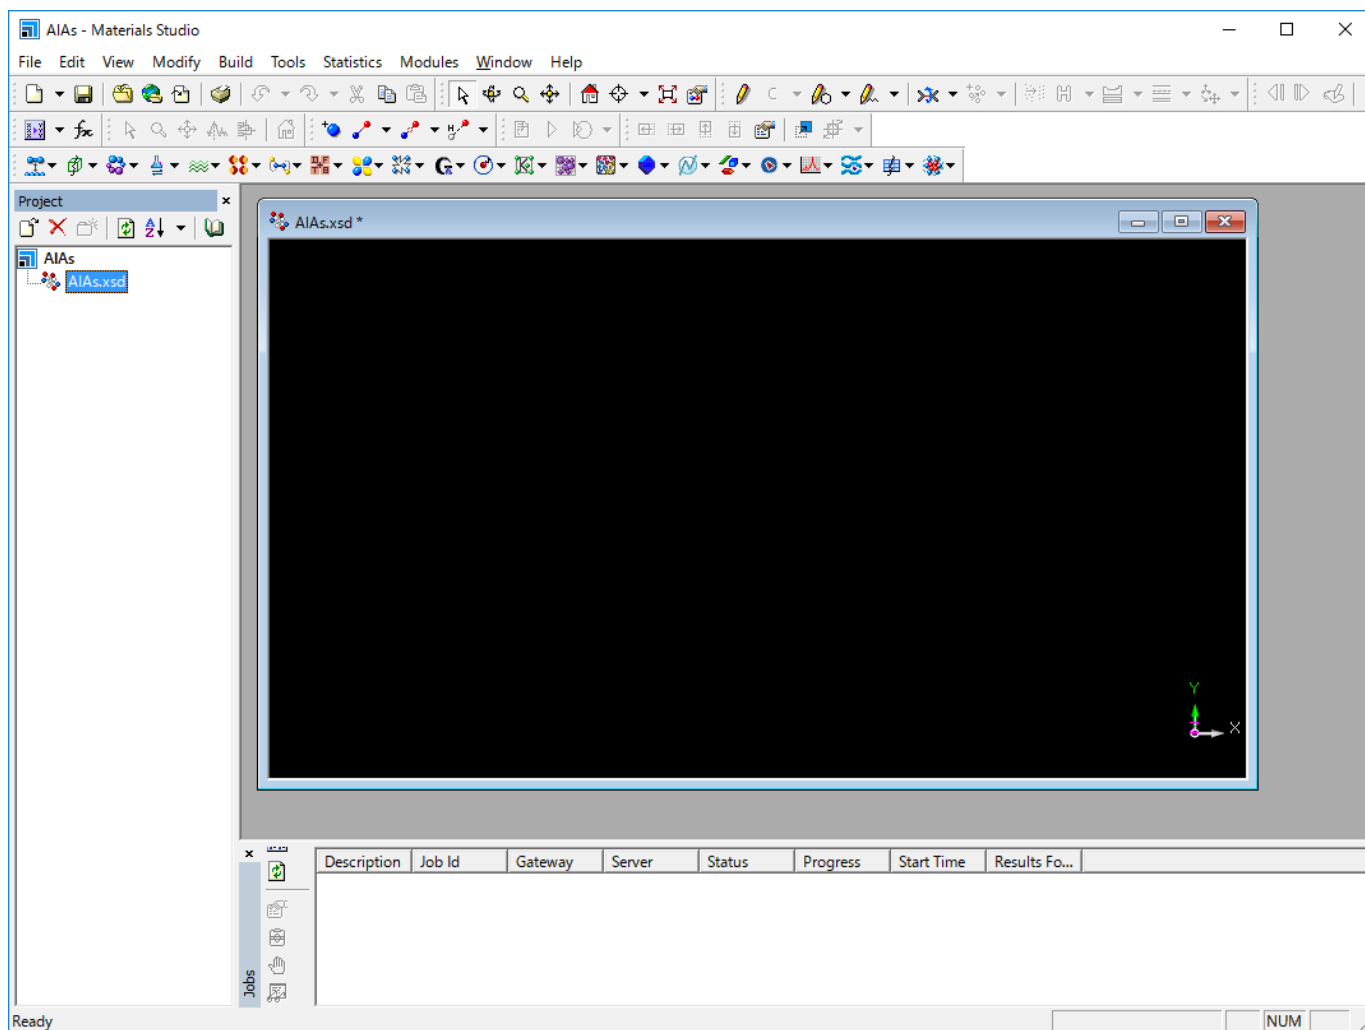 AlAs - Materials Studio
File Edit View Modify Build Tools Statistics Modules Window Help
Project
AlAs.xsd *
AlAs
AlAs.xsd
Y
X
Description Job Id Gateway Server Status Progress Start Time Results Fo...
Jobs
Ready
NUM